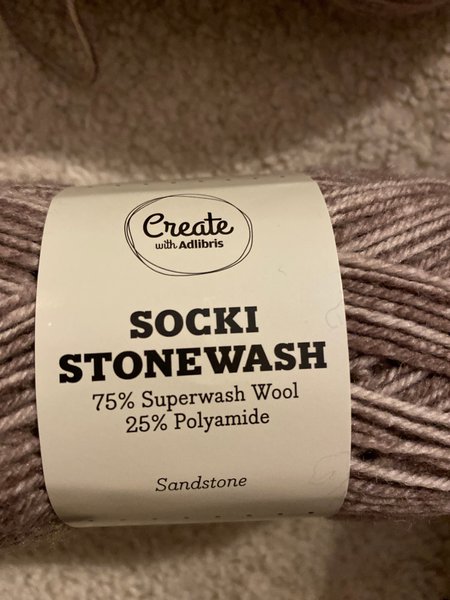 Create
with Adlibris
SOCKI
STONEWASH
75% Superwash Wool
25% Polyamide
Sandstone